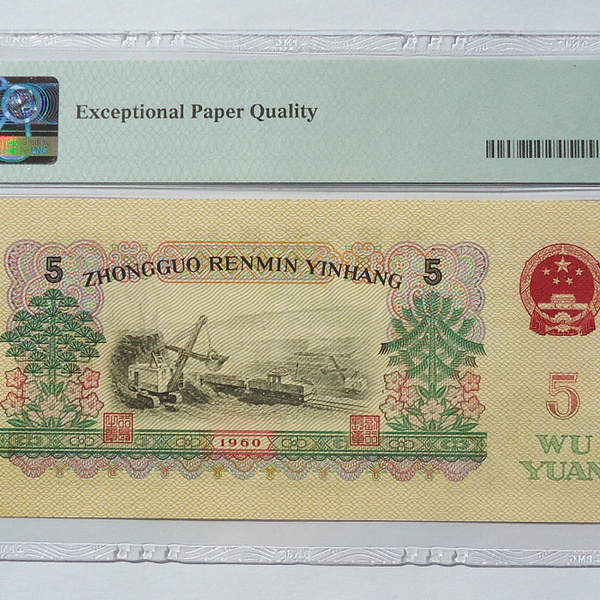 Exceptional Paper Quality
5 ZHONGGUO RENMIN YINHANG 5
5
WU
YUAN
1960